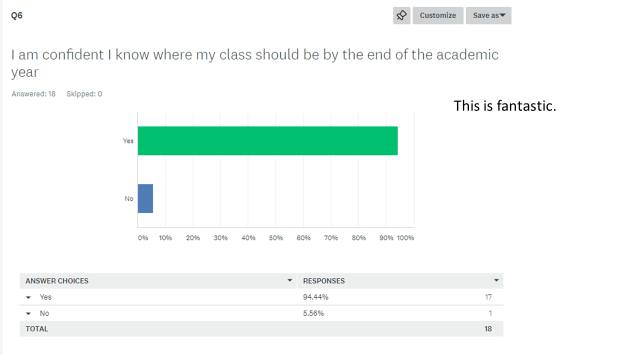 Q6
Customize
Save as
I am confident I know where my class should be by the end of the academic
year
Answered: 18 Skipped: 0
This is fantastic.
Yes
No
0% 10% 20% 30% 40% 50% 60% 70% 80% 90% 100%
ANSWER CHOICES RESPONSES
Yes 94.44% 17
No 5.56% 1
TOTAL 18